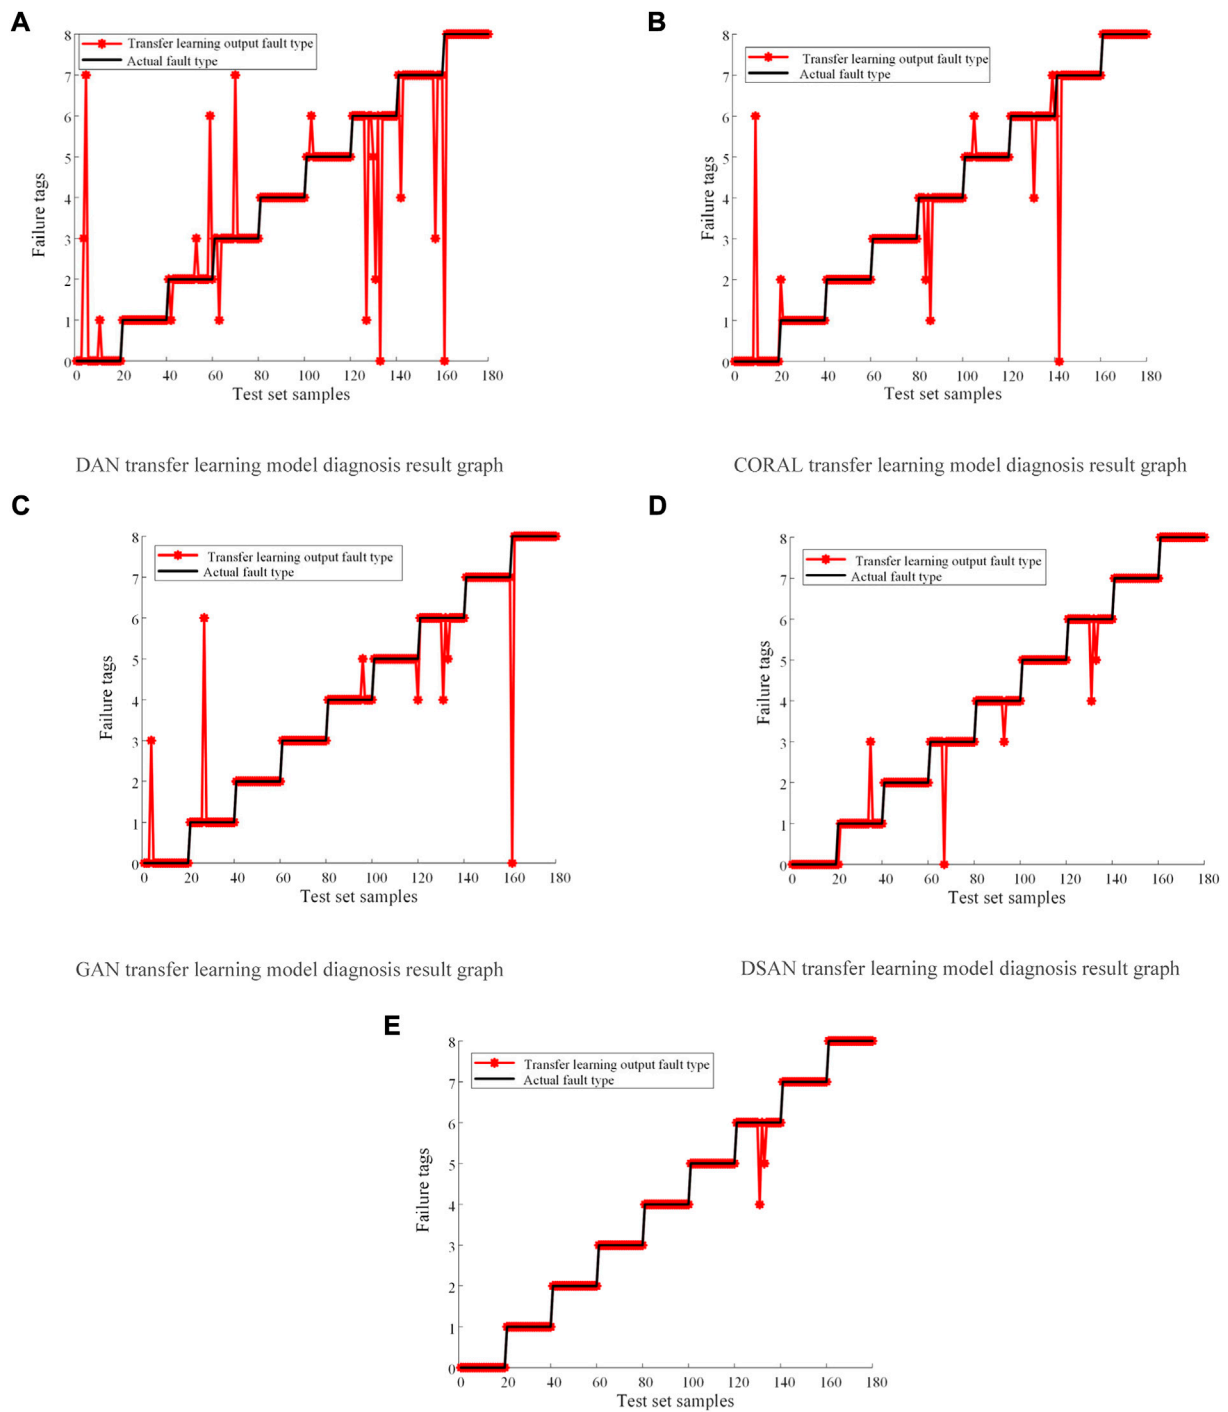 A
8
7
6
5
4
3
2
1
0
Failure tags
Transfer learning output fault type
Actual fault type
0 20 40 60 80 100 120 140 160 180
Test set samples
DAN transfer learning model diagnosis result graph
B
8
7
6
5
4
3
2
1
0
Failure tags
Transfer learning output fault type
Actual fault type
0 20 40 60 80 100 120 140 160 180
Test set samples
CORAL transfer learning model diagnosis result graph
C
8
7
6
5
4
3
2
1
0
Failure tags
Transfer learning output fault type
Actual fault type
0 20 40 60 80 100 120 140 160 180
Test set samples
GAN transfer learning model diagnosis result graph
D
8
7
6
5
4
3
2
1
0
Failure tags
Transfer learning output fault type
Actual fault type
0 20 40 60 80 100 120 140 160 180
Test set samples
DSAN transfer learning model diagnosis result graph
E
8
7
6
5
4
3
2
1
0
Failure tags
Transfer learning output fault type
Actual fault type
0 20 40 60 80 100 120 140 160 180
Test set samples